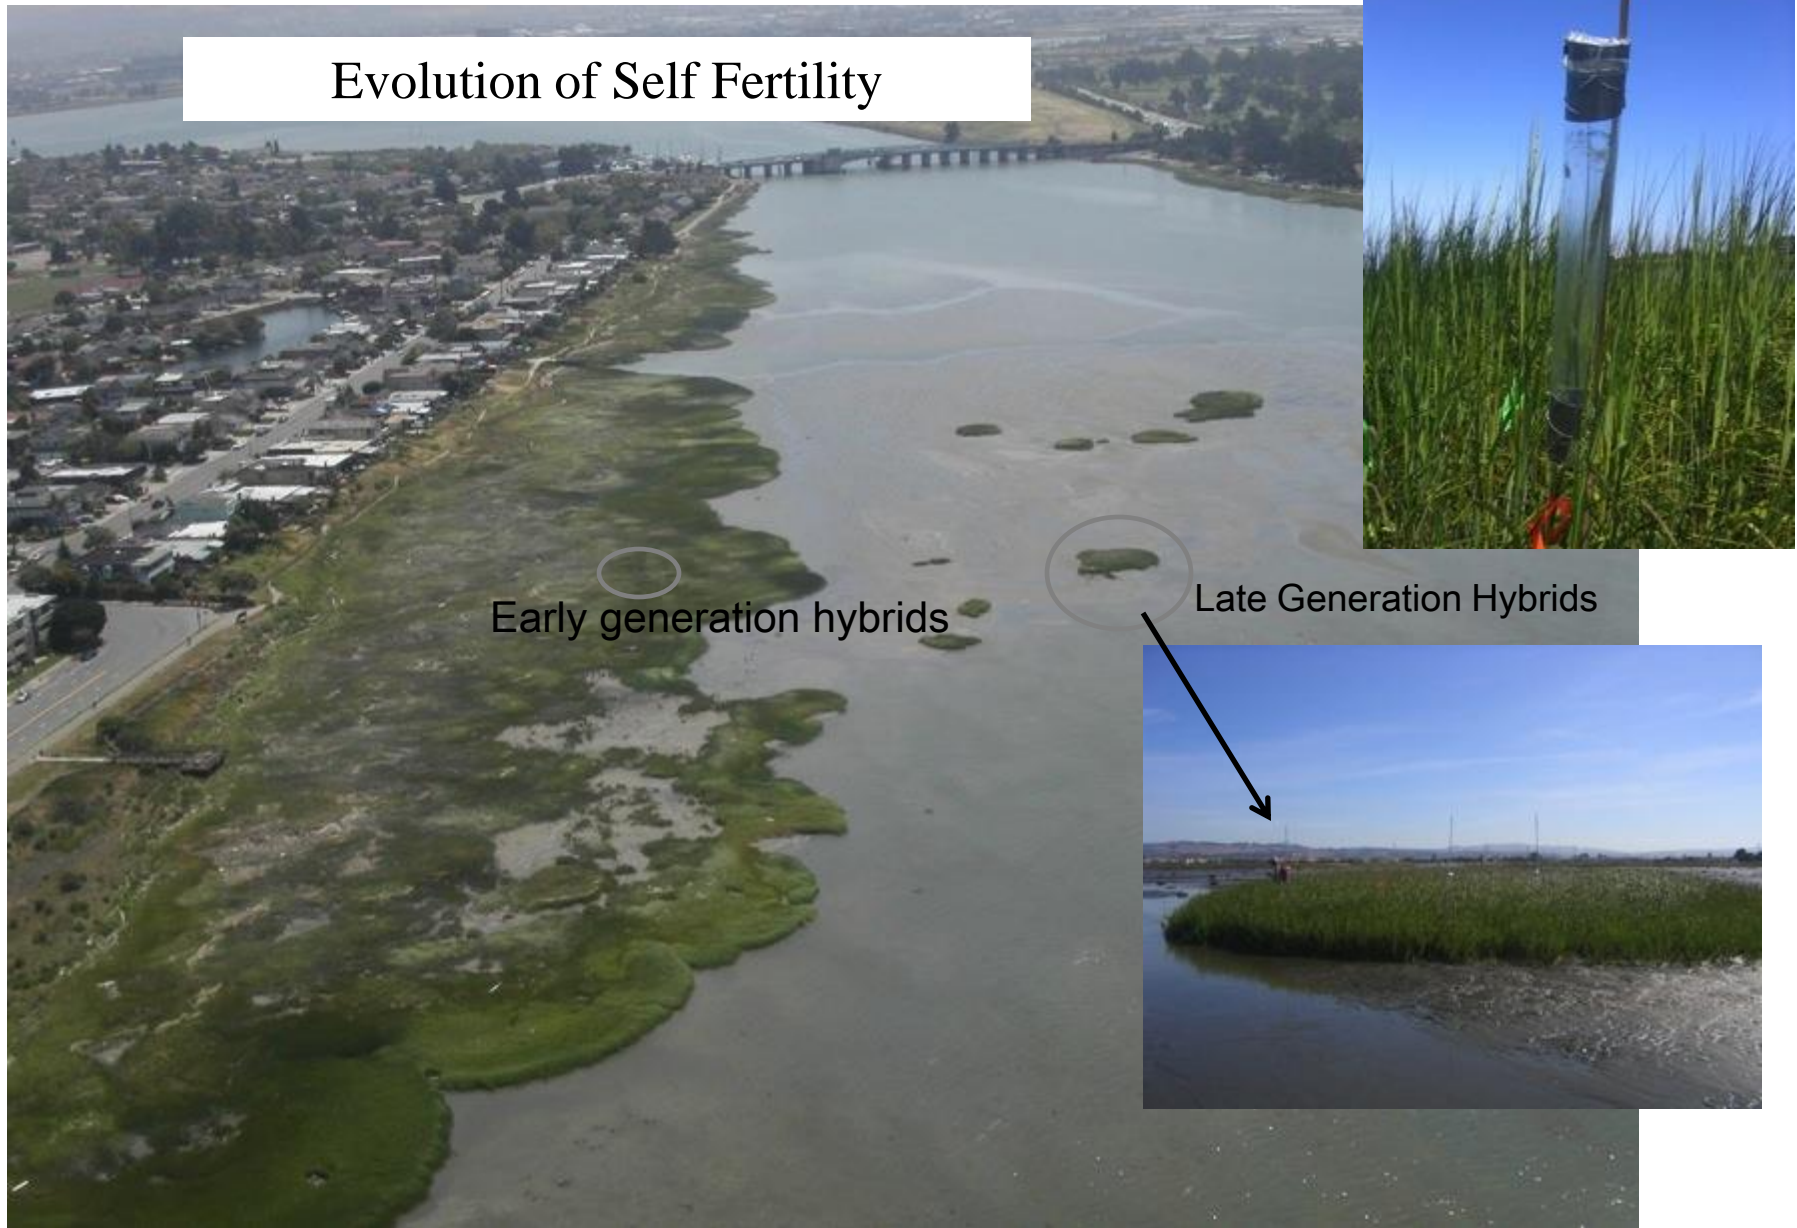 Evolution of Self Fertility
Early generation hybrids
Late Generation Hybrids